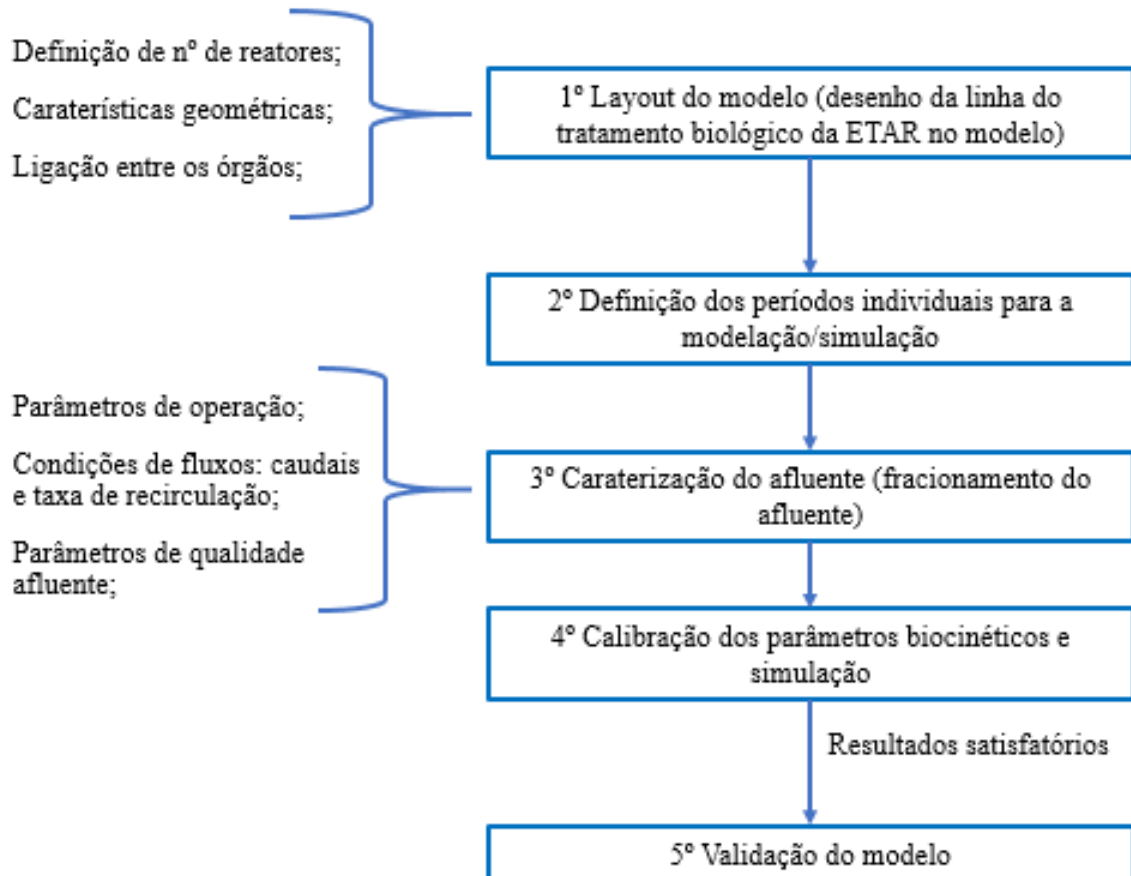 Definição de nº de reatores;
Caraterísticas geométricas;
Ligação entre os órgãos;
1º Layout do modelo (desenho da linha do
tratamento biológico da ETAR no modelo)
2º Definição dos períodos individuais para a
modelação/simulação
Parâmetros de operação;
Condições de fluxos: caudais
e taxa de recirculação;
Parâmetros de qualidade
afluente;
3º Caraterização do afluente (fracionamento do
afluente)
4º Calibração dos parâmetros biocinéticos e
simulação
Resultados satisfatórios
5º Validação do modelo